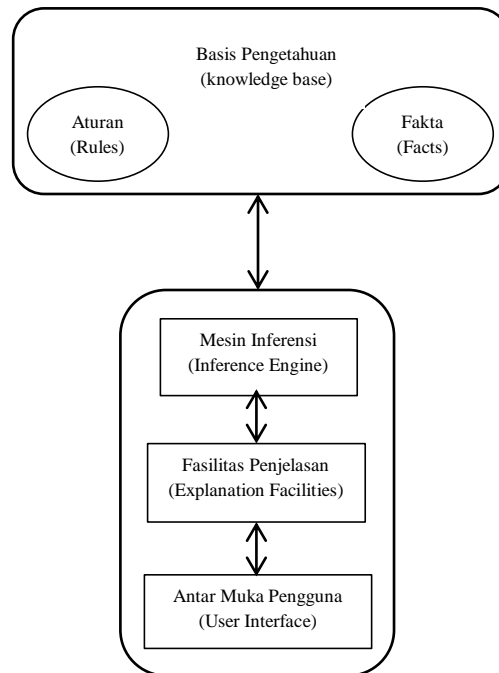 Basis Pengetahuan
(knowledge base)
Aturan
(Rules)
Fakta
(Facts)
Mesin Inferensi
(Inference Engine)
Fasilitas Penjelasan
(Explanation Facilities)
Antar Muka Pengguna
(User Interface)